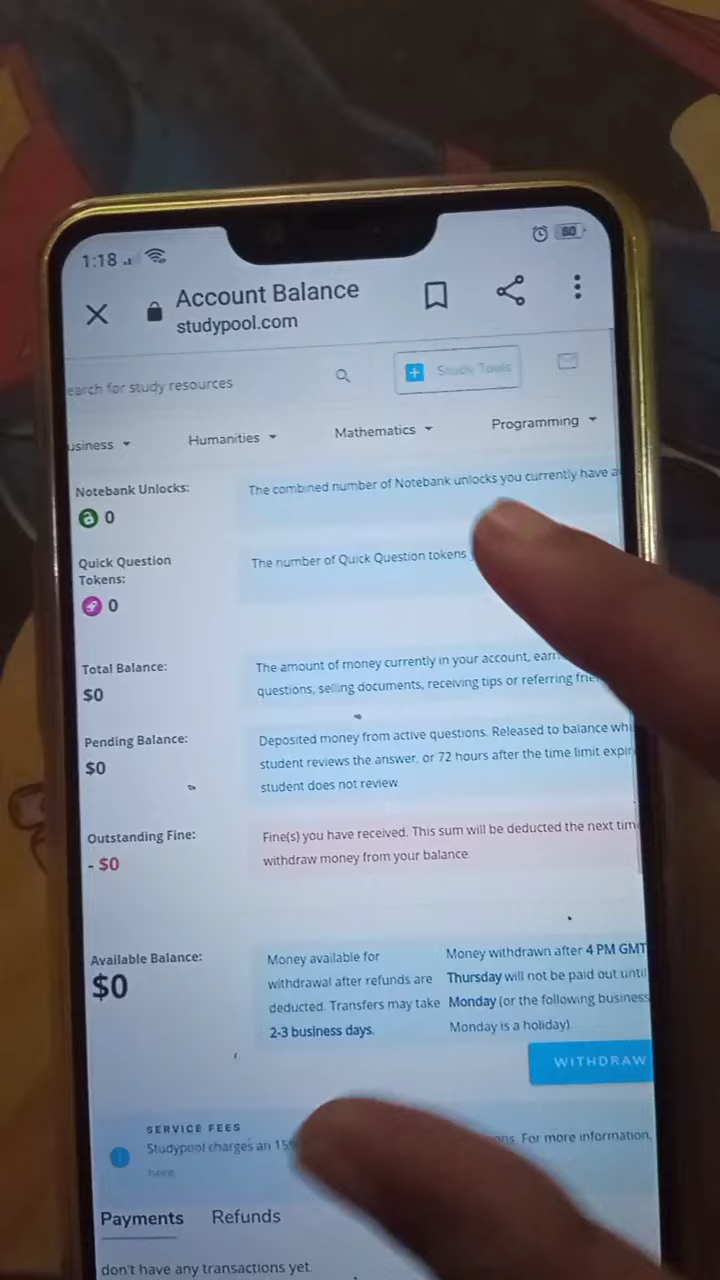 1:18
80
Account Balance
studypool.com
earch for study resources
Study Tools
usiness
Humanities
Mathematics
Programming
Notebank Unlocks:
0
The combined number of Notebank unlocks you currently have a
Quick Question
Tokens:
0
The number of Quick Question tokens
Total Balance:
$0
The amount of money currently in your account,
questions, selling documents, receiving tips or referring
Pending Balance:
$0
Deposited money from active questions. Released to balance
student reviews the answer, or 72 hours after the time limit
student does not review
Outstanding Fine:
- $0
Fine(s) you have received. This sum will be deducted the next
withdraw money from your balance
Available Balance:
$0
Money available for
withdrawal after refunds are
deducted. Transfers may take
2-3 business days.
Money withdrawn after 4 PM GMT
Thursday will not be paid out until
Monday (or the following business
Monday is a holiday)
WITHDRAW
SERVICE FEES
Studypool charges an 15%
For more information,
here
Payments
Refunds
don't have any transactions yet.